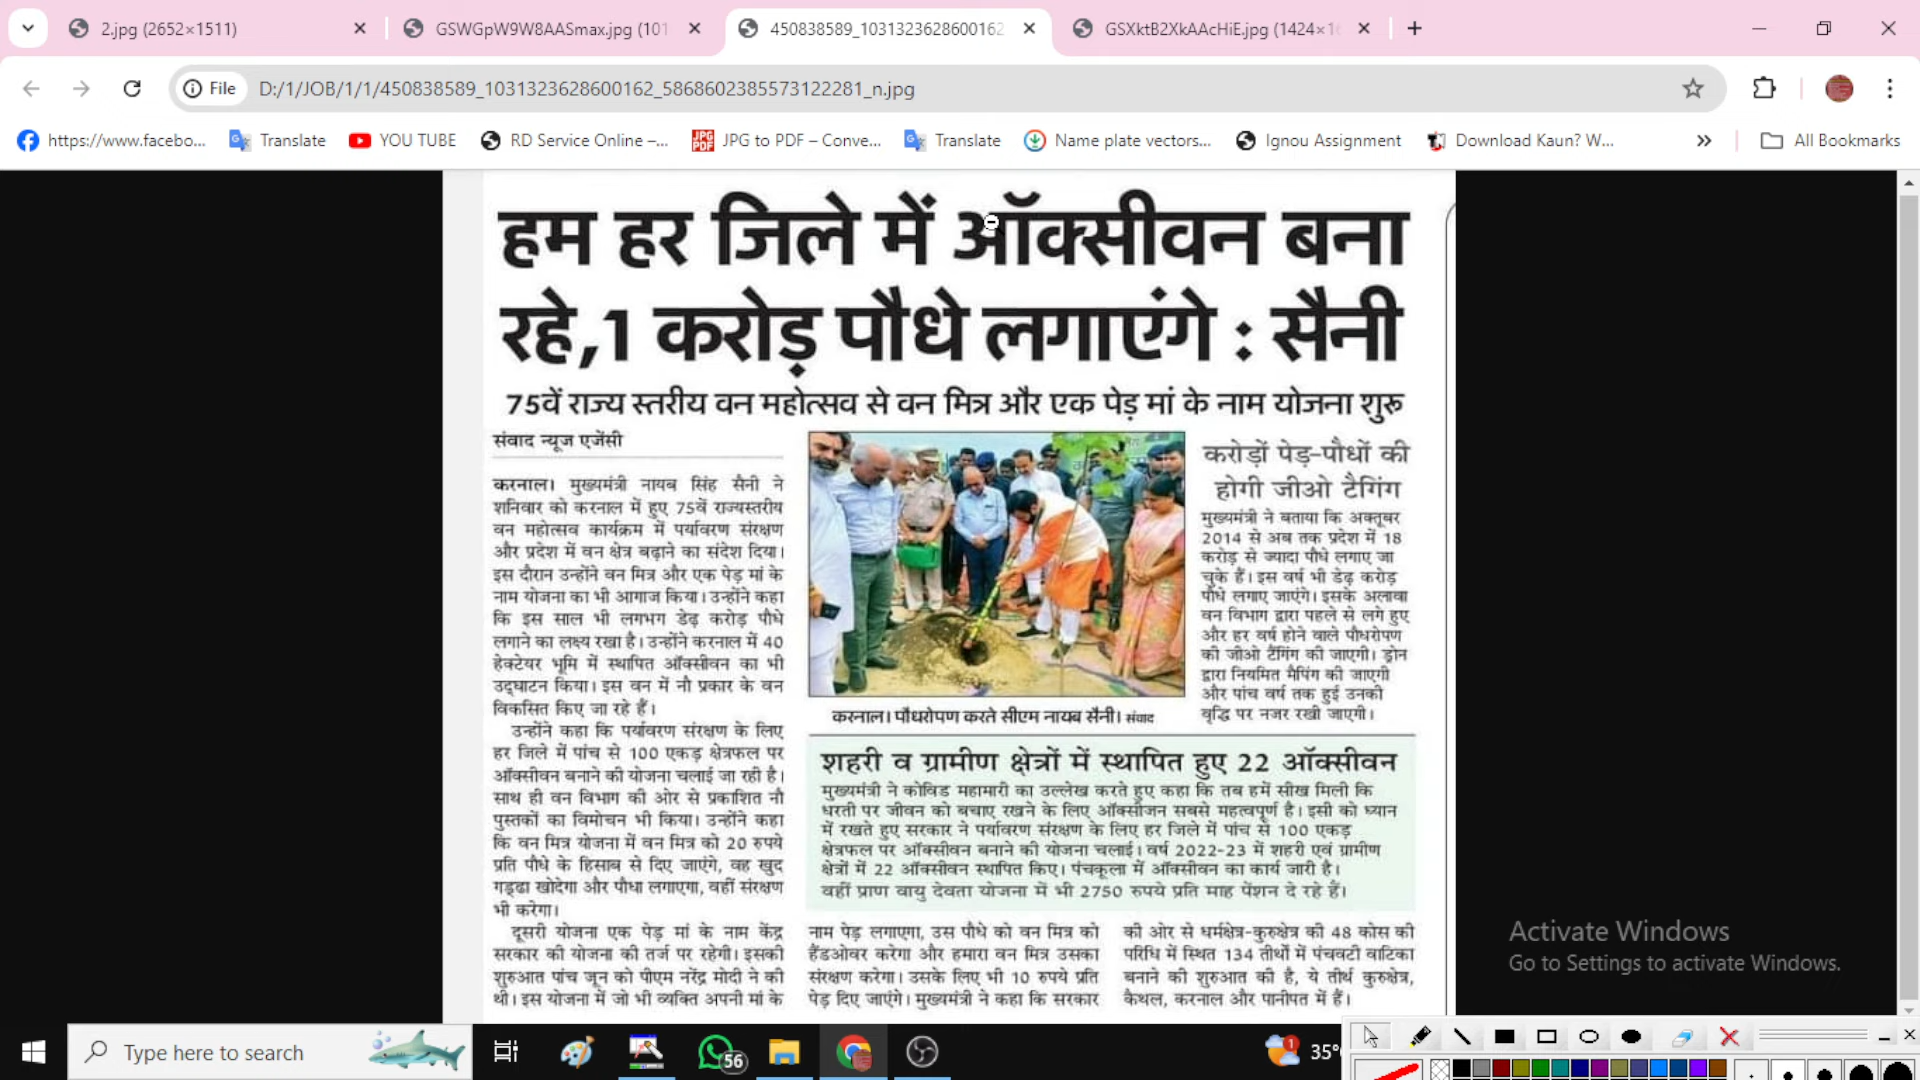 2.jpg (2652×1511)
GSWGpW9W8AASmax.jpg (101
450838589_1031323628600162
GSXktB2XkAAcHiE.jpg (1424×1
File
D:/1/JOB/1/1/450838589_1031323628600162_5868602385573122281_n.jpg
https://www.facebo...
Translate
YOU TUBE
RD Service Online –...
JPG to PDF – Conve...
Translate
Name plate vectors...
Ignou Assignment
Download Kaun? W...
All Bookmarks
हम हर जिले में ऑक्सीवन बना
रहे,1 करोड़ पौधे लगाएंगे : सैनी
75वें राज्य स्तरीय वन महोत्सव से वन मित्र और एक पेड़ मां के नाम योजना शुरू
संवाद न्यूज एजेंसी
करनाल। मुख्यमंत्री नायब सिंह सैनी ने
शनिवार को करनाल में हुए 75वें राज्यस्तरीय
वन महोत्सव कार्यक्रम में पर्यावरण संरक्षण
और प्रदेश में वन क्षेत्र बढ़ाने का संदेश दिया।
इस दौरान उन्होंने वन मित्र और एक पेड़ मां के
नाम योजना का भी आगाज किया। उन्होंने कहा
कि इस साल भी लगभग डेढ़ करोड़ पौधे
लगाने का लक्ष्य रखा है। उन्होंने करनाल में 40
हेक्टेयर भूमि में स्थापित ऑक्सीवन का भी
उद्घाटन किया। इस वन में नौ प्रकार के वन
विकसित किए जा रहे हैं।
उन्होंने कहा कि पर्यावरण संरक्षण के लिए
हर जिले में पांच से 100 एकड़ क्षेत्रफल पर
ऑक्सीवन बनाने की योजना चलाई जा रही है।
साथ ही वन विभाग की ओर से प्रकाशित नौ
पुस्तकों का विमोचन भी किया। उन्होंने कहा
कि वन मित्र योजना में वन मित्र को 20 रुपये
प्रति पौधे के हिसाब से दिए जाएंगे, वह खुद
गड्ढा खोदेगा और पौधा लगाएगा, वहीं संरक्षण
भी करेगा।
दूसरी योजना एक पेड़ मां के नाम केंद्र
सरकार की योजना की तर्ज पर रहेगी। इसकी
शुरुआत पांच जून को पीएम नरेंद्र मोदी ने की
थी। इस योजना में जो भी व्यक्ति अपनी मां के
करनाल। पौधरोपण करते सीएम नायब सैनी। संवाद
करोड़ों पेड़-पौधों की
होगी जीओ टैगिंग
मुख्यमंत्री ने बताया कि अक्तूबर
2014 से अब तक प्रदेश में 18
करोड़ से ज्यादा पौधे लगाए जा
चुके हैं। इस वर्ष भी डेढ़ करोड़
पौधे लगाए जाएंगे। इसके अलावा
वन विभाग द्वारा पहले से लगे हुए
और हर वर्ष होने वाले पौधरोपण
की जीओ टैगिंग की जाएगी। ड्रोन
द्वारा नियमित मैपिंग की जाएगी
और पांच वर्ष तक हुई उनकी
वृद्धि पर नजर रखी जाएगी।
शहरी व ग्रामीण क्षेत्रों में स्थापित हुए 22 ऑक्सीवन
मुख्यमंत्री ने कोविड महामारी का उल्लेख करते हुए कहा कि तब हमें सीख मिली कि
धरती पर जीवन को बचाए रखने के लिए ऑक्सीजन सबसे महत्वपूर्ण है। इसी को ध्यान
में रखते हुए सरकार ने पर्यावरण संरक्षण के लिए हर जिले में पांच से 100 एकड़
क्षेत्रफल पर ऑक्सीवन बनाने की योजना चलाई। वर्ष 2022-23 में शहरी एवं ग्रामीण
क्षेत्रों में 22 ऑक्सीवन स्थापित किए। पंचकूला में ऑक्सीवन का कार्य जारी है।
वहीं प्राण वायु देवता योजना में भी 2750 रुपये प्रति माह पेंशन दे रहे हैं।
नाम पेड़ लगाएगा, उस पौधे को वन मित्र को
हैंडओवर करेगा और हमारा वन मित्र उसका
संरक्षण करेगा। उसके लिए भी 10 रुपये प्रति
पेड़ दिए जाएंगे। मुख्यमंत्री ने कहा कि सरकार
की ओर से धर्मक्षेत्र-कुरुक्षेत्र की 48 कोस की
परिधि में स्थित 134 तीर्थों में पंचवटी वाटिका
बनाने की शुरुआत की है, ये तीर्थ कुरुक्षेत्र,
कैथल, करनाल और पानीपत में हैं।
Activate Windows
Go to Settings to activate Windows.
Type here to search
56
1
35°